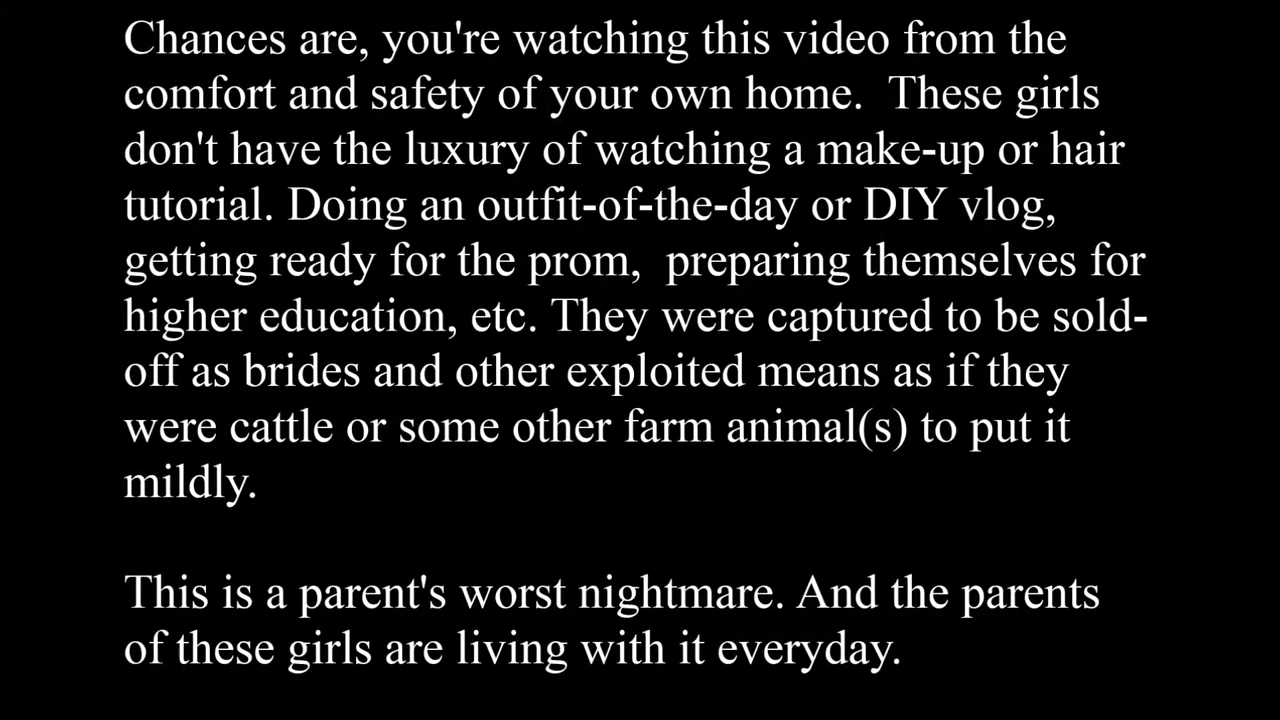 Chances are, you're watching this video from the
comfort and safety of your own home.  These girls
don't have the luxury of watching a make-up or hair
tutorial. Doing an outfit-of-the-day or DIY vlog,
getting ready for the prom,  preparing themselves for
higher education, etc. They were captured to be sold-
off as brides and other exploited means as if they
were cattle or some other farm animal(s) to put it
mildly.

This is a parent's worst nightmare. And the parents
of these girls are living with it everyday.